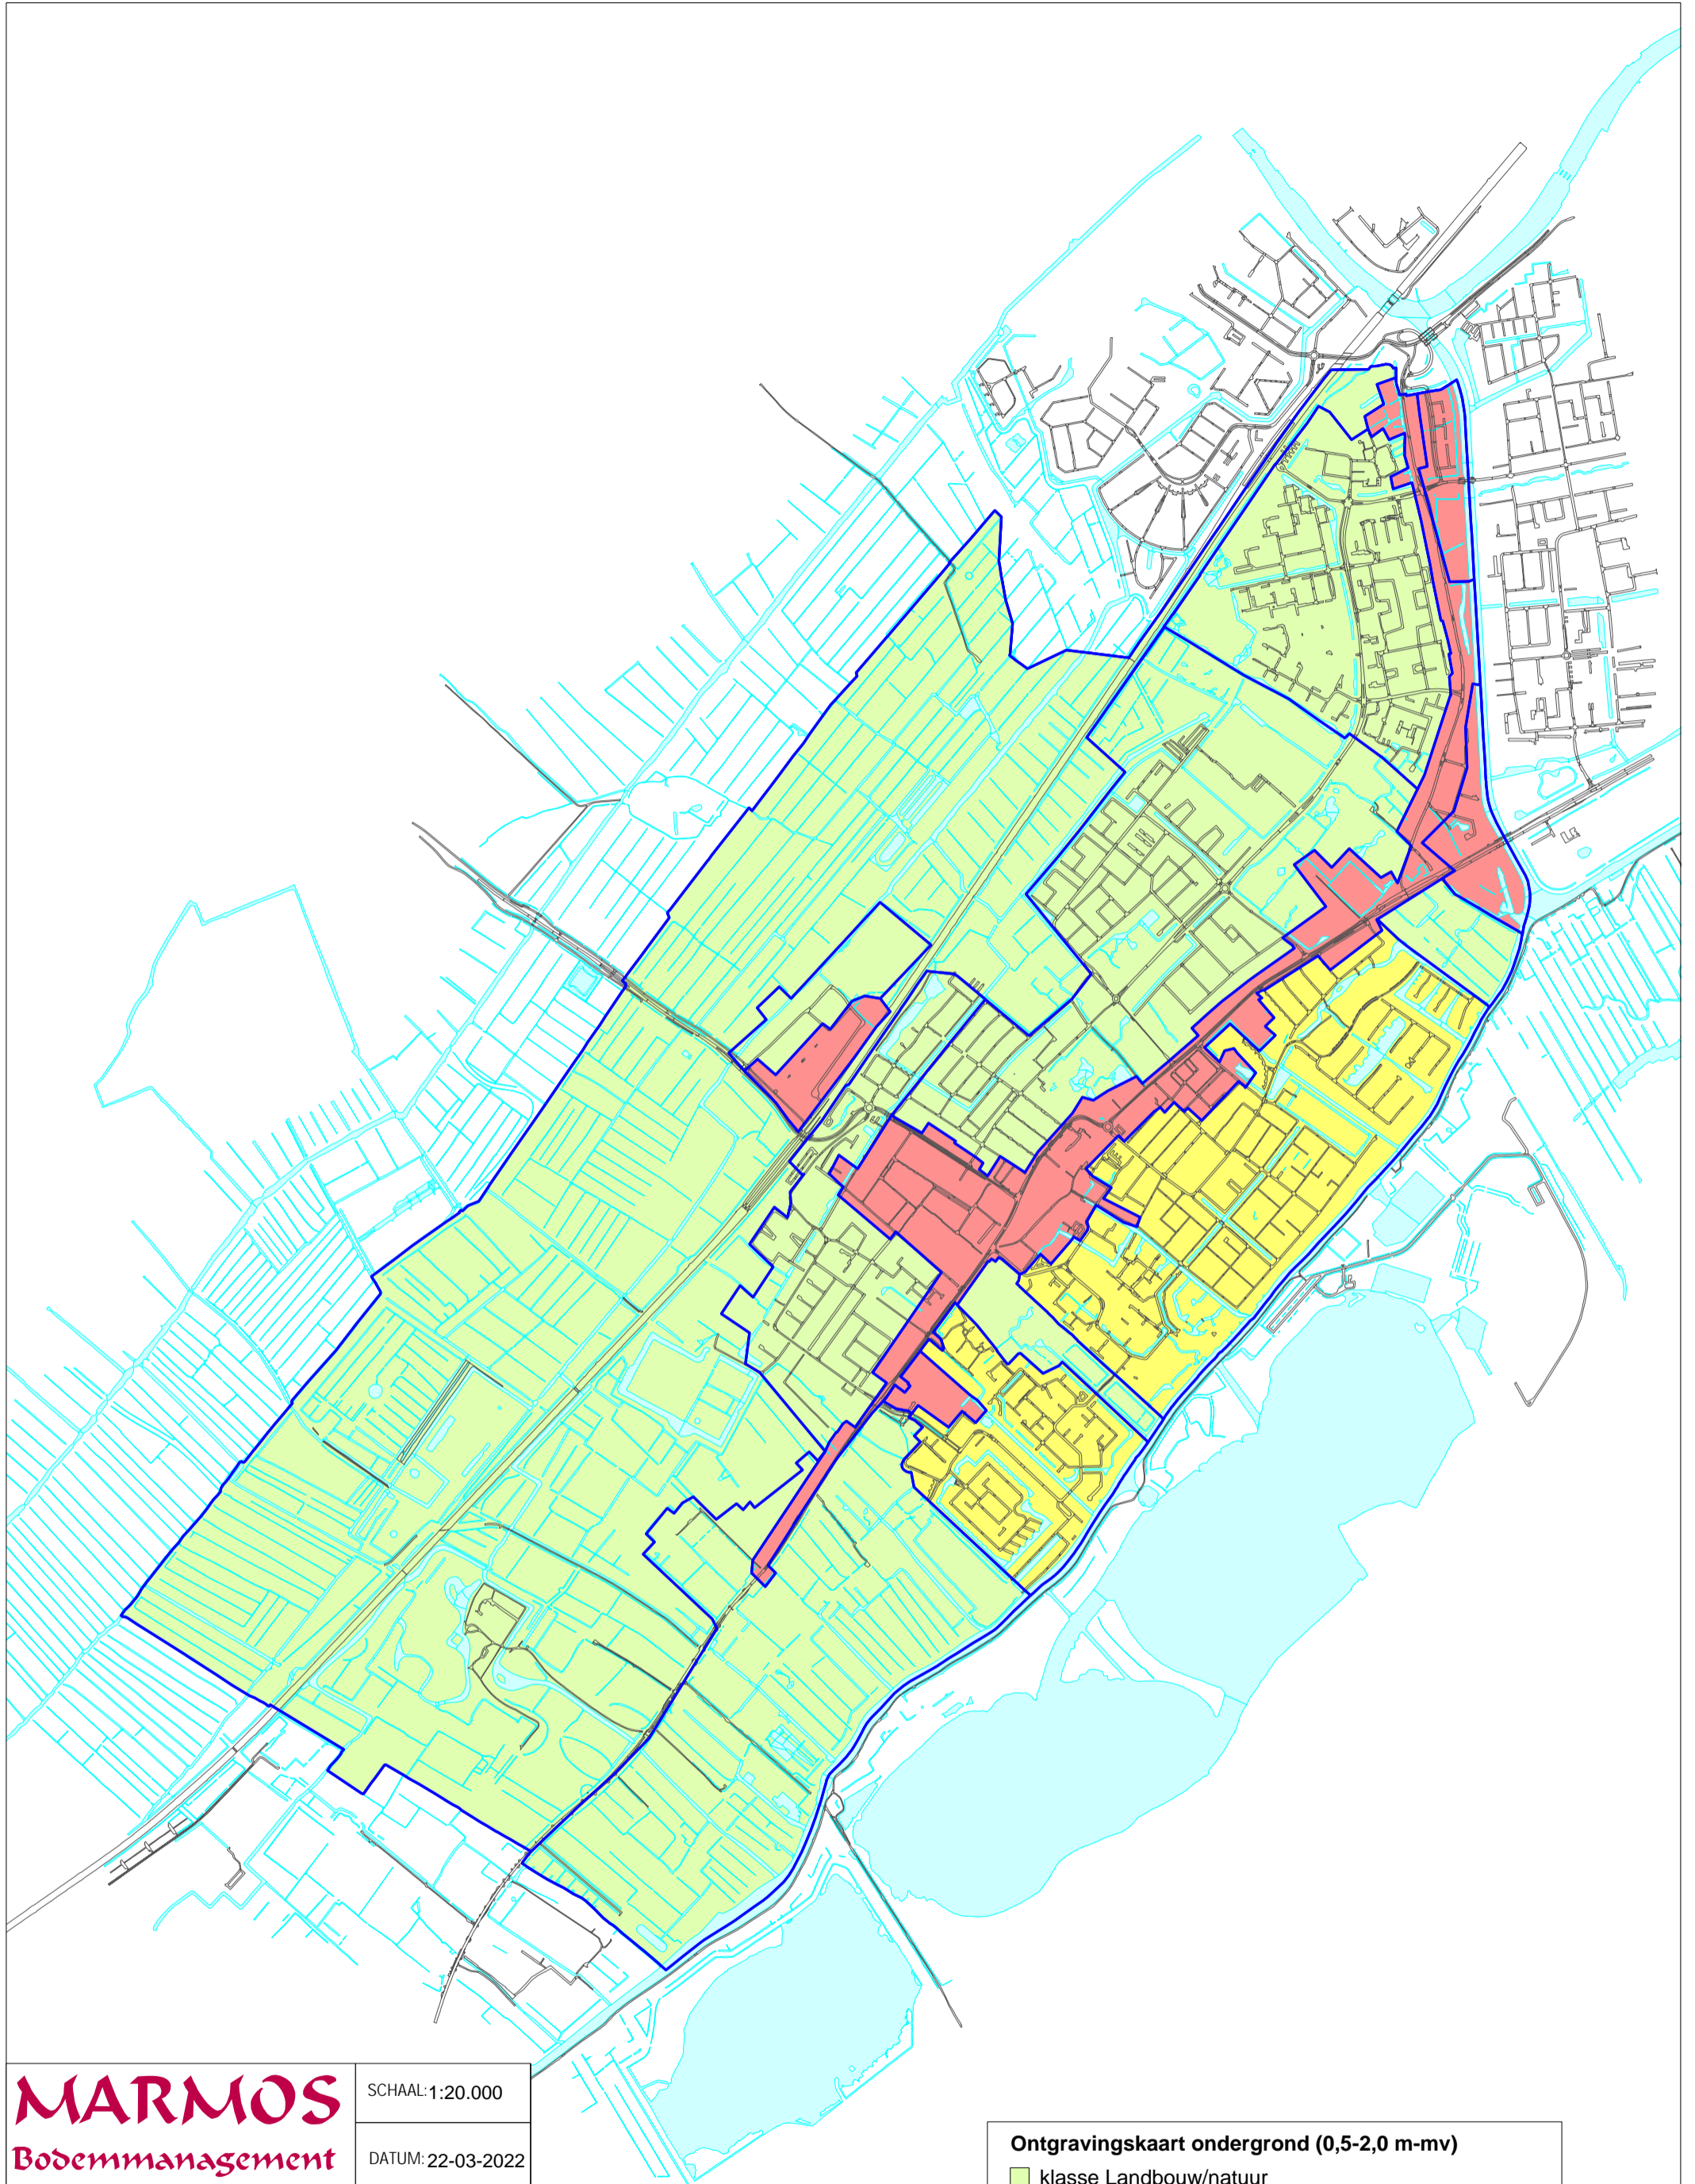 MARMOS
Bodemmanagement
SCHAAL: 1:20.000
DATUM: 22-03-2022
Ontgravingskaart ondergrond (0,5-2,0 m-mv)
klasse Landbouw/natuur